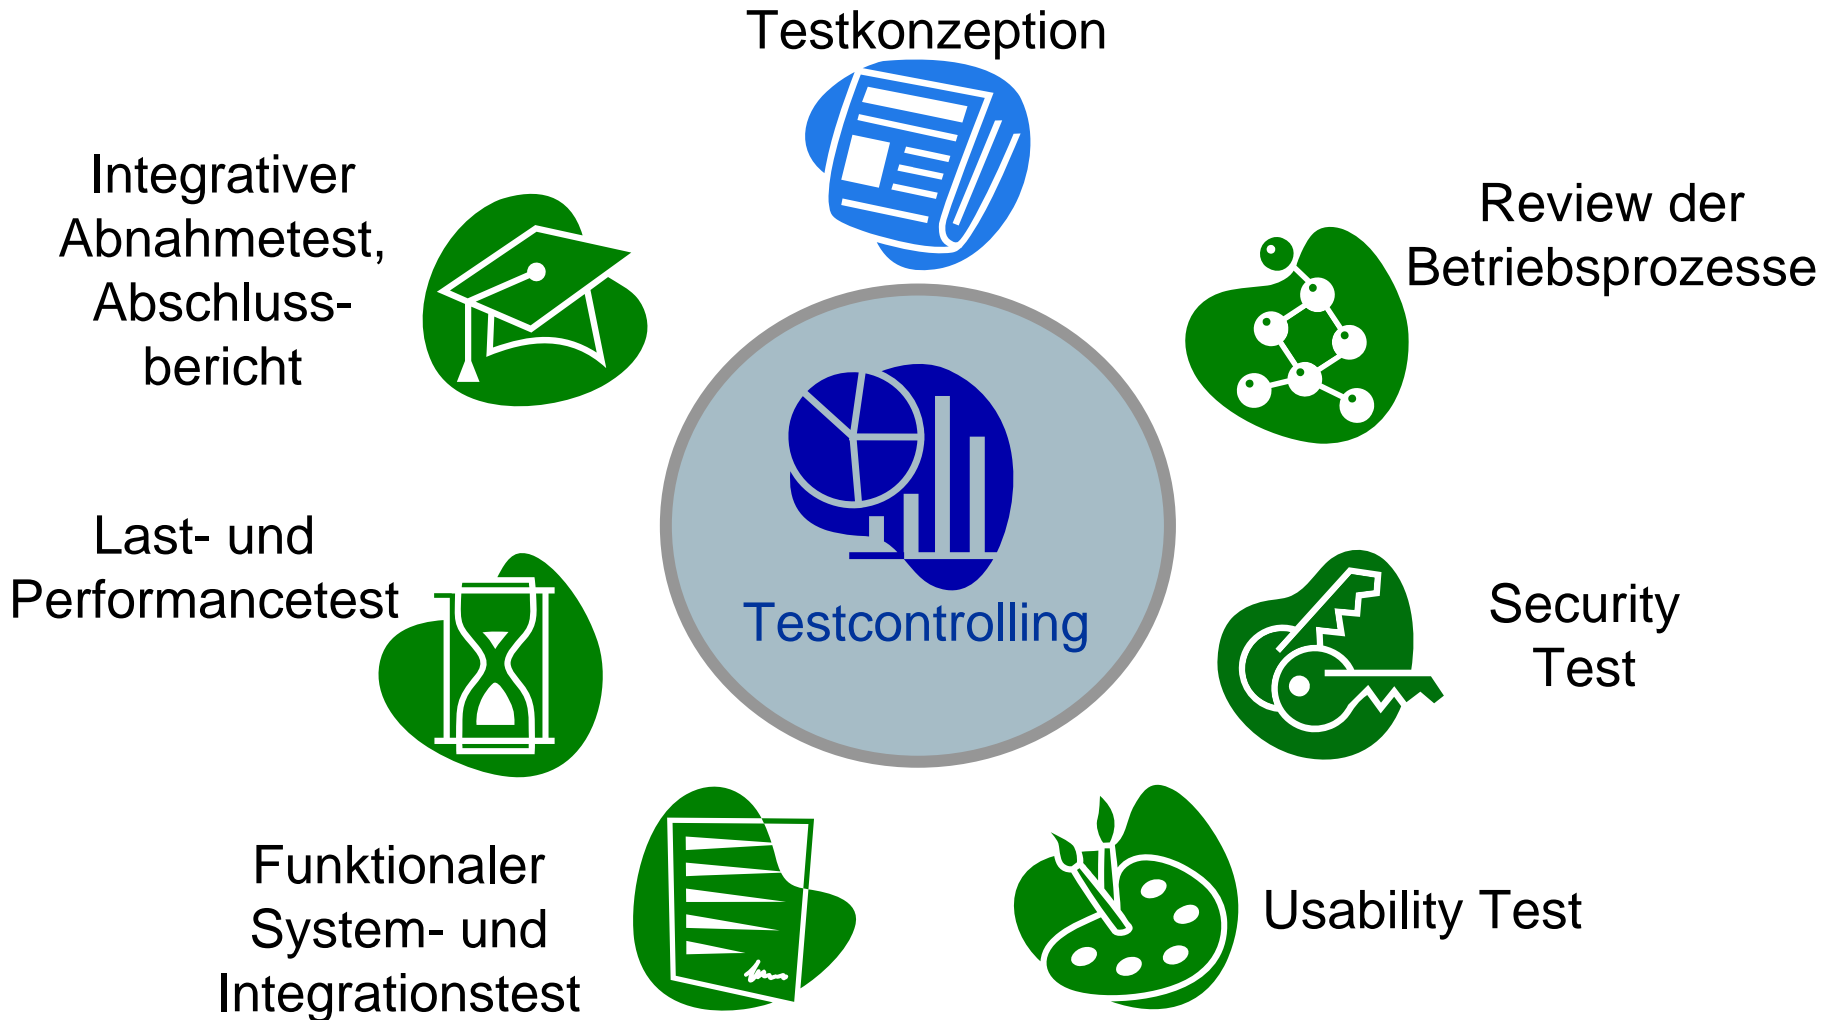 Testkonzeption
Integrativer
Abnahmetest,
Abschluss-
bericht
Review der
Betriebsprozesse
Last- und
Performancetest
Testcontrolling
Security
Test
Funktionaler
System- und
Integrationstest
Usability Test